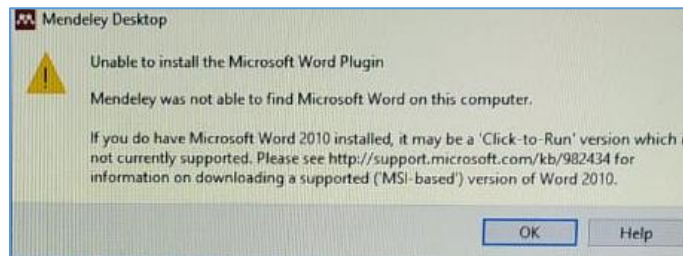 Mendeley Desktop
Unable to install the Microsoft Word Plugin
Mendeley was not able to find Microsoft Word on this computer.
If you do have Microsoft Word 2010 installed, it may be a 'Click-to-Run' version which
not currently supported. Please see http://support.microsoft.com/kb/982434 for
information on downloading a supported ('MSI-based') version of Word 2010.
OK Help